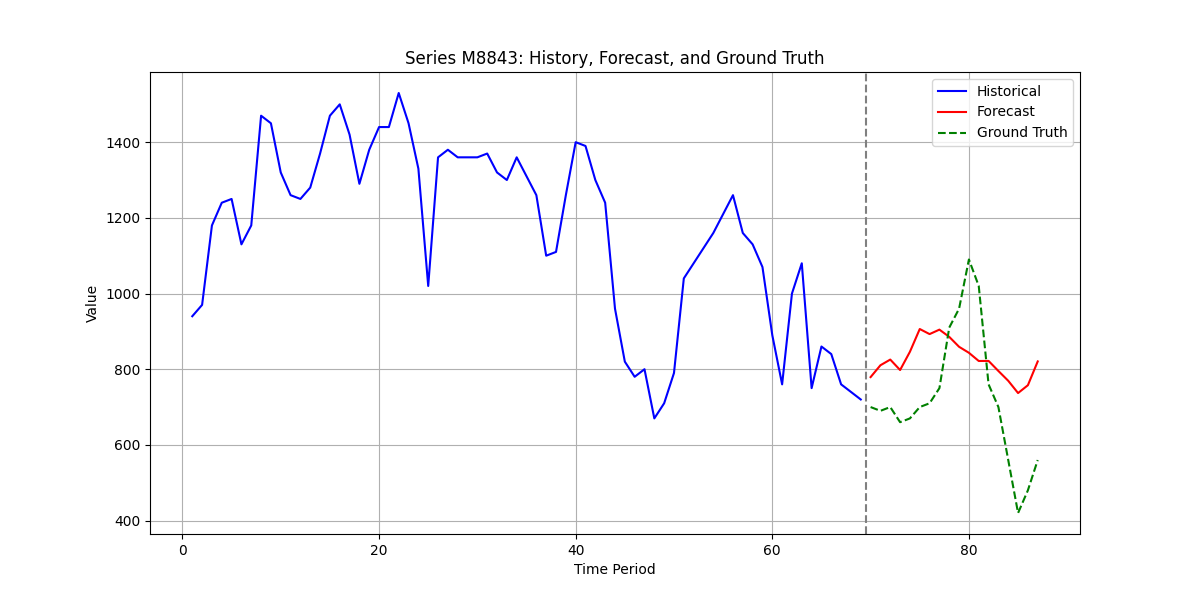 Series M8843: History, Forecast, and Ground Truth
Historical
Forecast
Ground Truth
Value
1400
1200
1000
800
600
400
0
20
40
60
80
Time Period